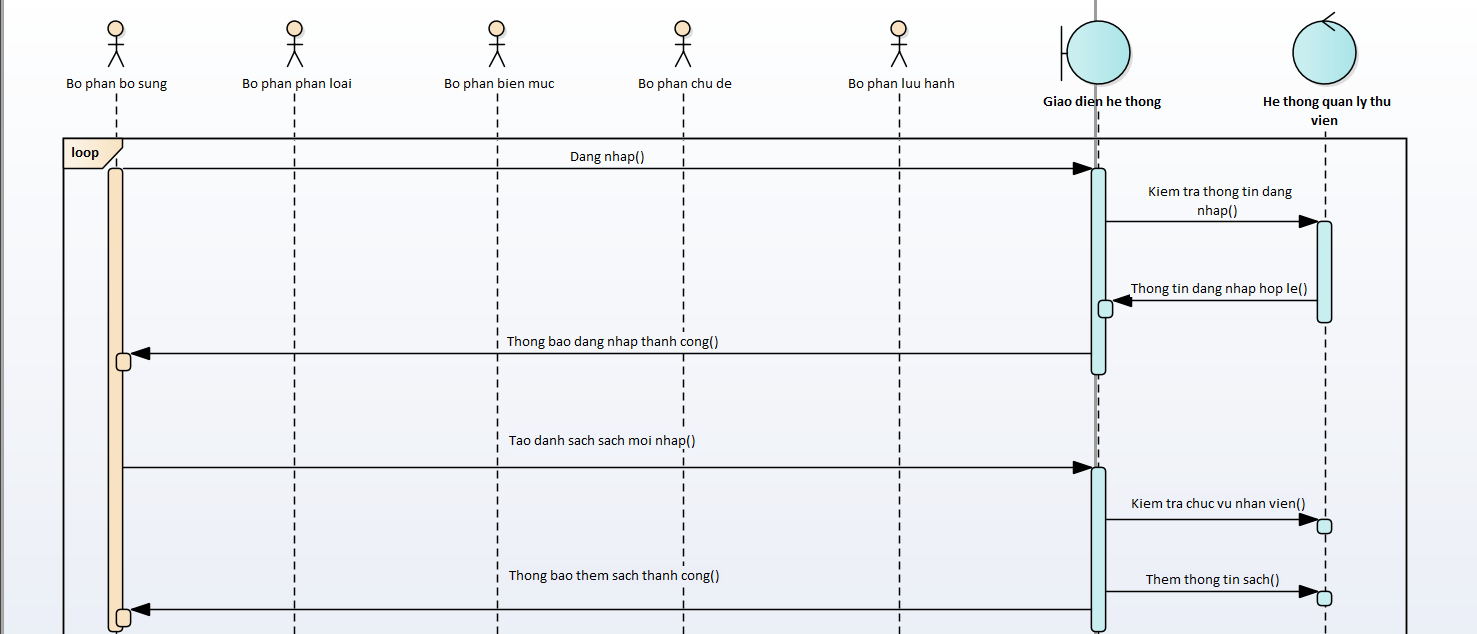 Bo phan bo sung
Bo phan phan loai
Bo phan bien muc
Bo phan chu de
Bo phan luu hanh
Giao dien he thong
He thong quan ly thu
vien
loop
Dang nhap()
Kiem tra thong tin dang
nhap()
Thong tin dang nhap hop le()
Thong bao dang nhap thanh cong()
Tao danh sach sach moi nhap()
Kiem tra chuc vu nhan vien()
Thong bao them sach thanh cong()
Them thong tin sach()